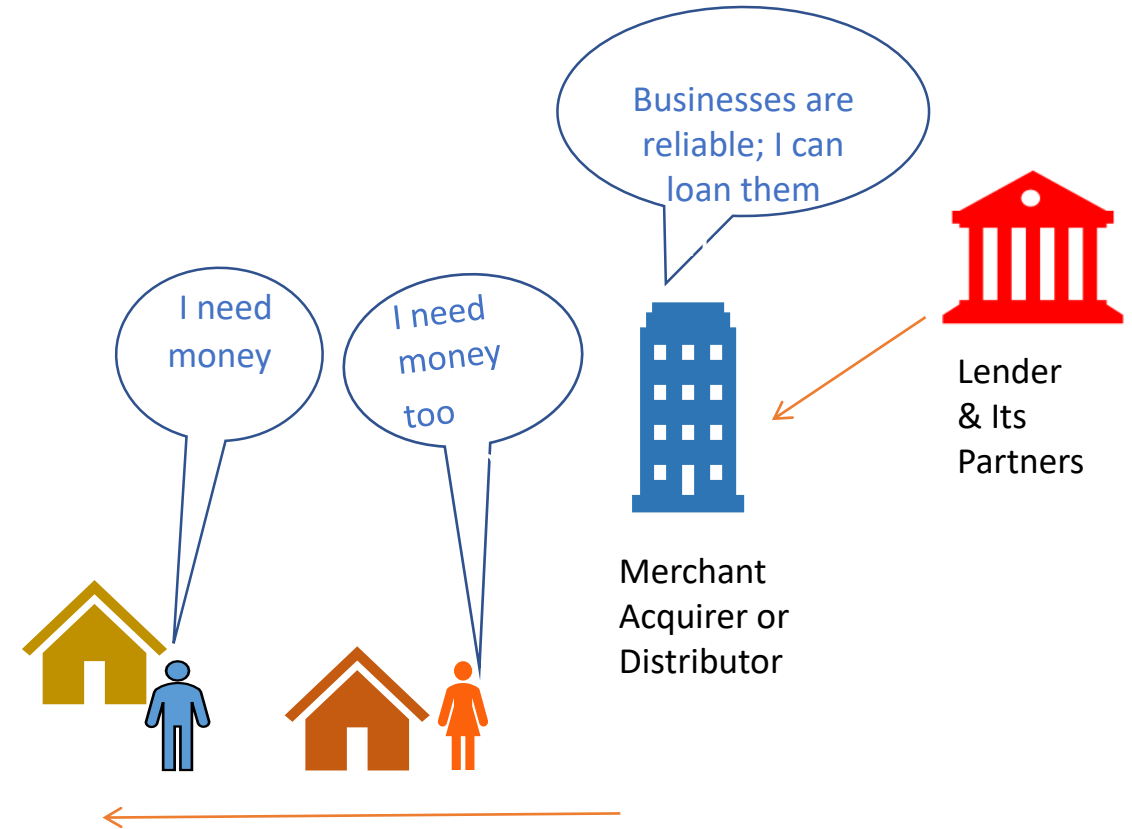 Businesses are
reliable; I can
loan them
I need
money
I need
money
too
Lender
& Its
Partners
Merchant
Acquirer or
Distributor